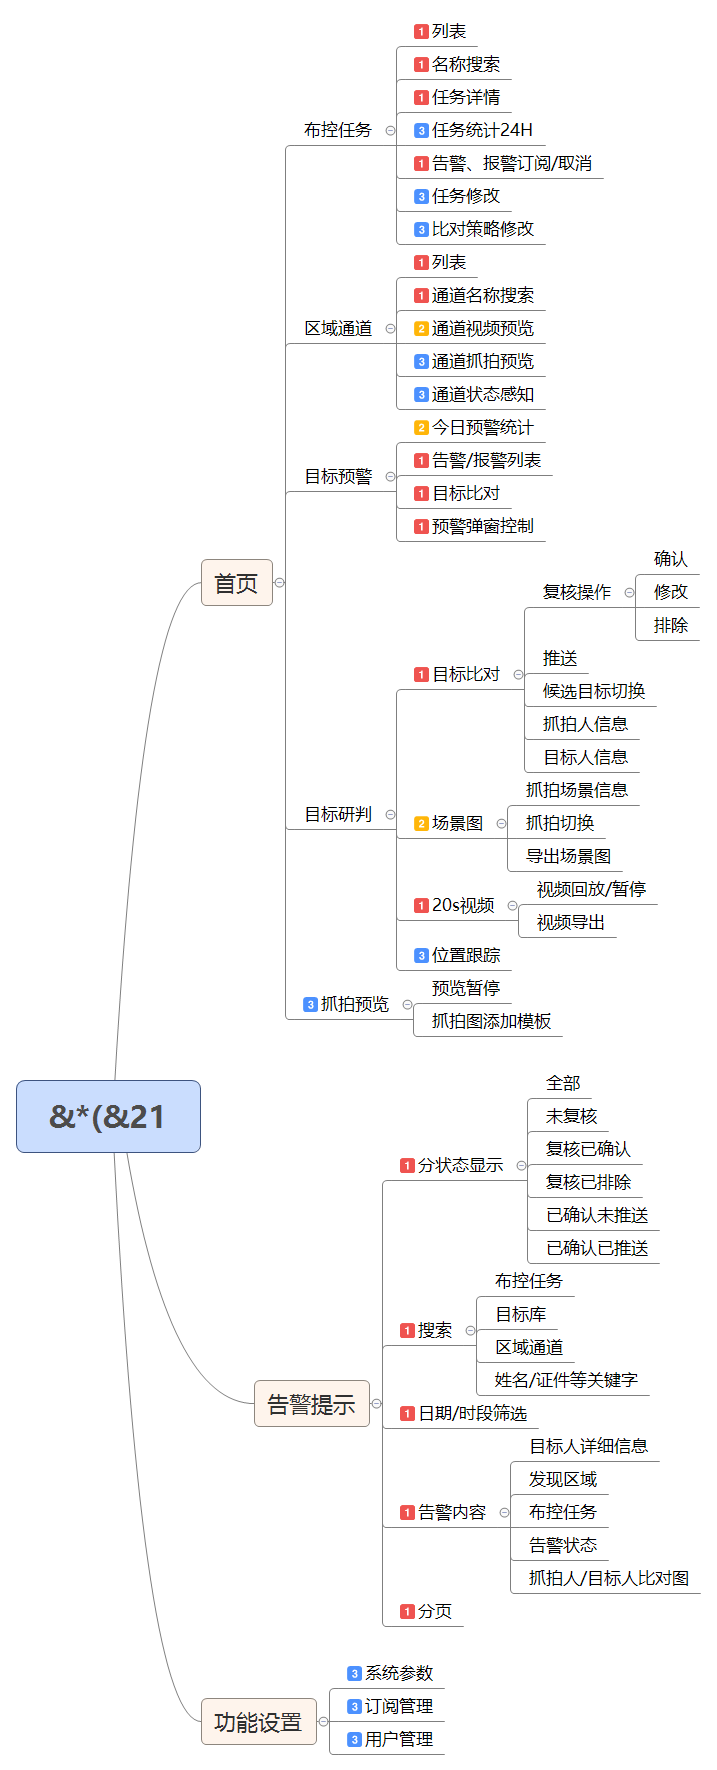 &*(&21
首页
布控任务
1 列表
1 名称搜索
1 任务详情
3 任务统计24H
1 告警、报警订阅/取消
3 任务修改
3 比对策略修改
区域通道
1 列表
1 通道名称搜索
2 通道视频预览
3 通道抓拍预览
3 通道状态感知
目标预警
2 今日预警统计
1 告警/报警列表
1 目标比对
1 预警弹窗控制
目标研判
1 目标比对
复核操作
确认
修改
排除
推送
候选目标切换
抓拍人信息
目标人信息
2 场景图
抓拍场景信息
抓拍切换
导出场景图
1 20s视频
视频回放/暂停
视频导出
3 位置跟踪
3 抓拍预览
预览暂停
抓拍图添加模板
告警提示
1 分状态显示
全部
未复核
复核已确认
复核已排除
已确认未推送
已确认已推送
1 搜索
布控任务
目标库
区域通道
姓名/证件等关键字
1 日期/时段筛选
1 告警内容
目标人详细信息
发现区域
布控任务
告警状态
抓拍人/目标人比对图
1 分页
功能设置
3 系统参数
3 订阅管理
3 用户管理